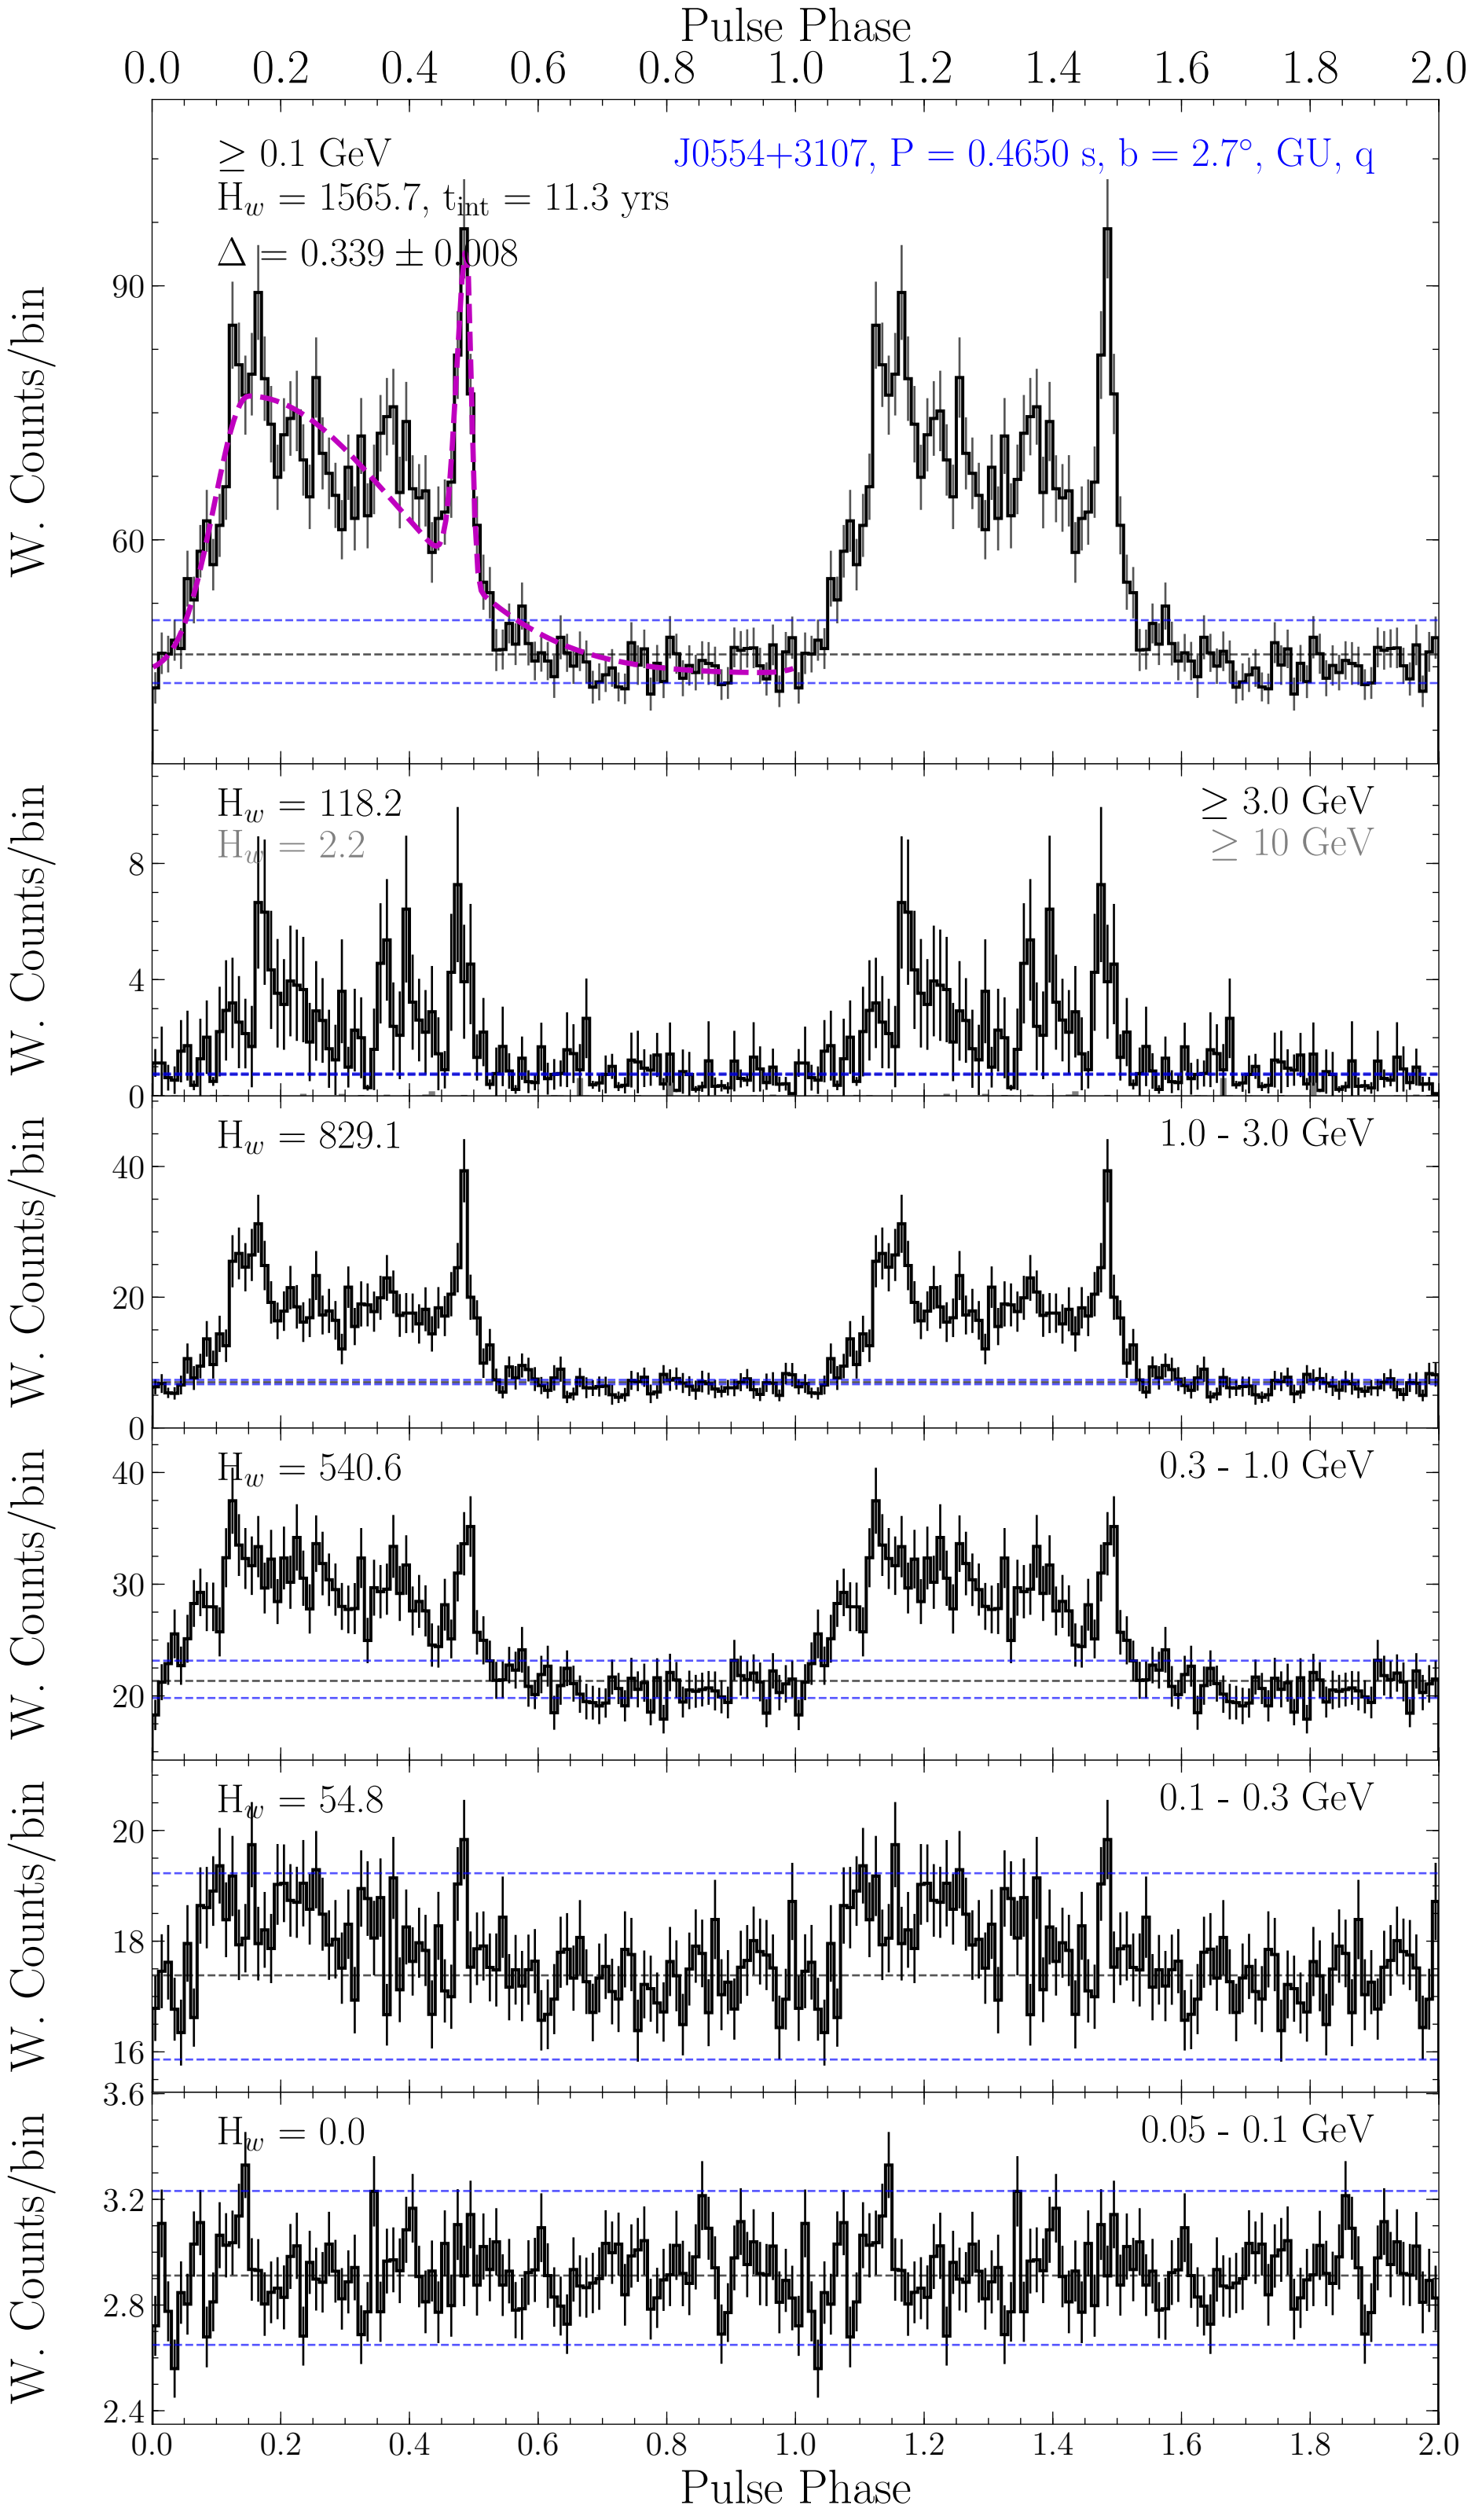 Pulse Phase
0.0 0.2 0.4 0.6 0.8 1.0 1.2 1.4 1.6 1.8 2.0
≥ 0.1 GeV
J0554+3107, P = 0.4650 s, b = 2.7°, GU, q
H_w = 1565.7, t_int = 11.3 yrs
Δ = 0.339 ± 0.008
90
60
W. Counts/bin
H_w = 118.2
≥ 3.0 GeV
H_w = 2.2
≥ 10 GeV
8
4
0
W. Counts/bin
H_w = 829.1
1.0 - 3.0 GeV
40
20
0
W. Counts/bin
H_w = 540.6
0.3 - 1.0 GeV
40
30
20
W. Counts/bin
H_w = 54.8
0.1 - 0.3 GeV
20
18
16
W. Counts/bin
H_w = 0.0
0.05 - 0.1 GeV
3.6
3.2
2.8
2.4
W. Counts/bin
0.0 0.2 0.4 0.6 0.8 1.0 1.2 1.4 1.6 1.8 2.0
Pulse Phase